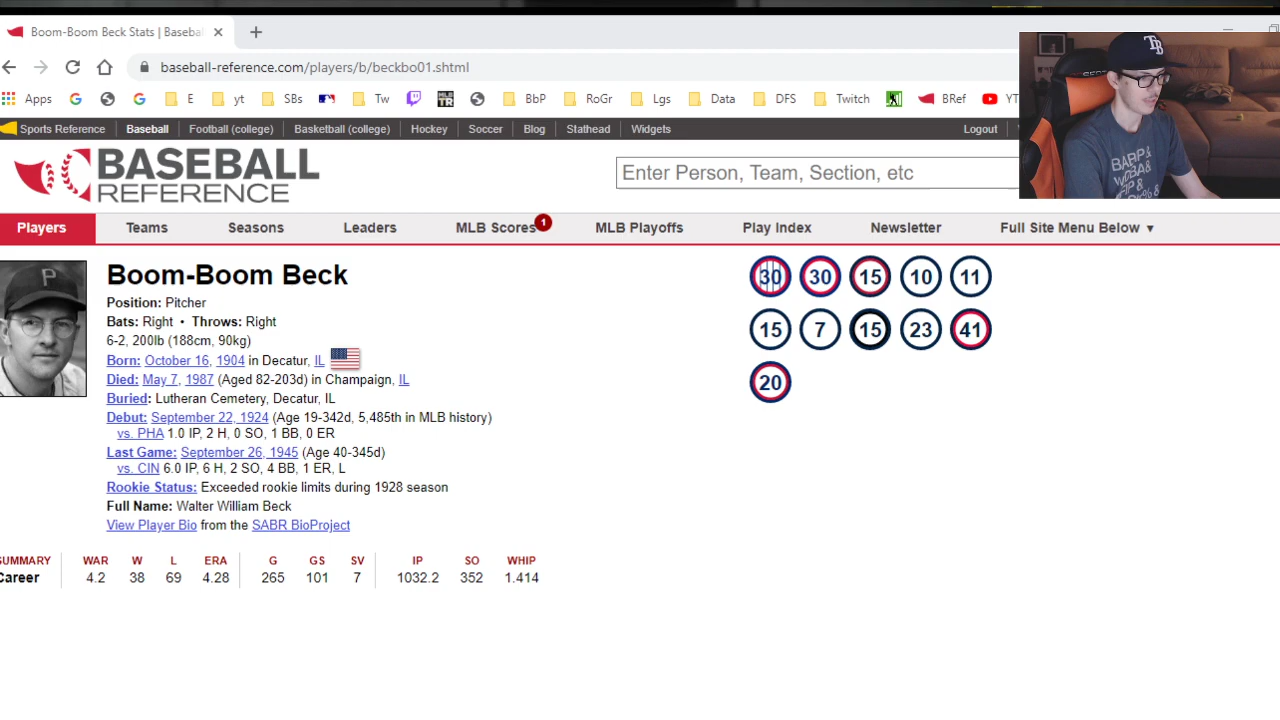 Boom-Boom Beck Stats | Baseba
baseball-reference.com/players/b/beckbo01.shtml
Apps E yt SBs Tw BbP RoGr Lgs Data DFS Twitch BRef YT
Sports Reference Baseball Football (college) Basketball (college) Hockey Soccer Blog Stathead Widgets Logout
BASEBALL
REFERENCE
Enter Person, Team, Section, etc
Players Teams Seasons Leaders MLB Scores 1 MLB Playoffs Play Index Newsletter Full Site Menu Below ▼
Boom-Boom Beck
Position: Pitcher
Bats: Right • Throws: Right
6-2, 200lb (188cm, 90kg)
Born: October 16, 1904 in Decatur, IL
Died: May 7, 1987 (Aged 82-203d) in Champaign, IL
Buried: Lutheran Cemetery, Decatur, IL
Debut: September 22, 1924 (Age 19-342d, 5,485th in MLB history)
vs. PHA 1.0 IP, 2 H, 0 SO, 1 BB, 0 ER
Last Game: September 26, 1945 (Age 40-345d)
vs. CIN 6.0 IP, 6 H, 2 SO, 4 BB, 1 ER, L
Rookie Status: Exceeded rookie limits during 1928 season
Full Name: Walter William Beck
View Player Bio from the SABR BioProject
30 30 15 10 11
15 7 15 23 41
20
SUMMARY WAR W L ERA G GS SV IP SO WHIP
Career 4.2 38 69 4.28 265 101 7 1032.2 352 1.414
P
TB
BABIP&
WOBA&